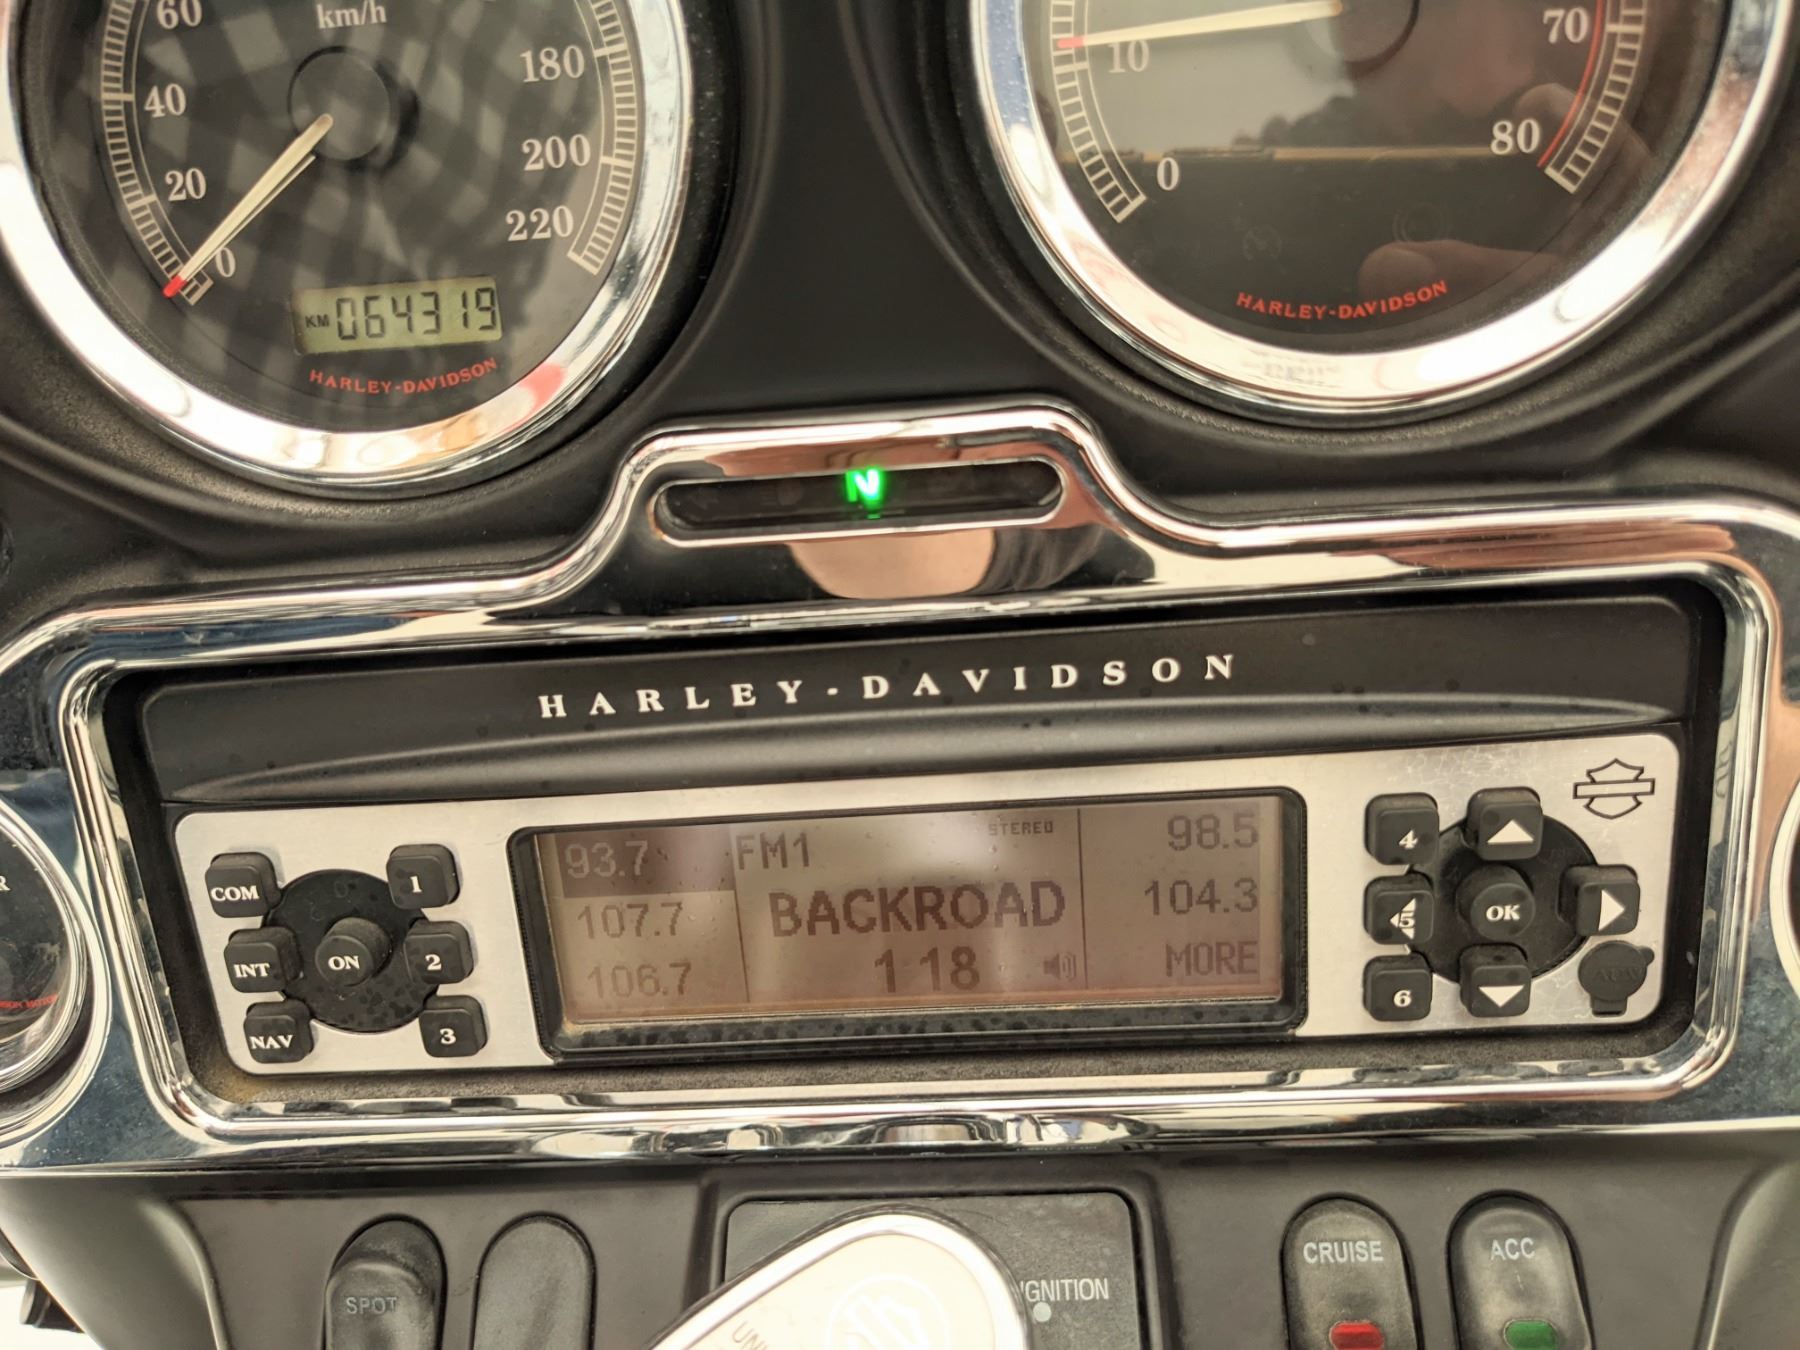 60
km/h
180
40
200
20
220
0
KM 064319
HARLEY-DAVIDSON
10
70
80
0
HARLEY-DAVIDSON
N
HARLEY-DAVIDSON
COM
1
INT
ON
2
NAV
3
93.7
FM1
STEREO
98.5
107.7
BACKROAD
104.3
106.7
1 18
MORE
4
5
OK
6
AUX
SPOT
IGNITION
CRUISE
ACC